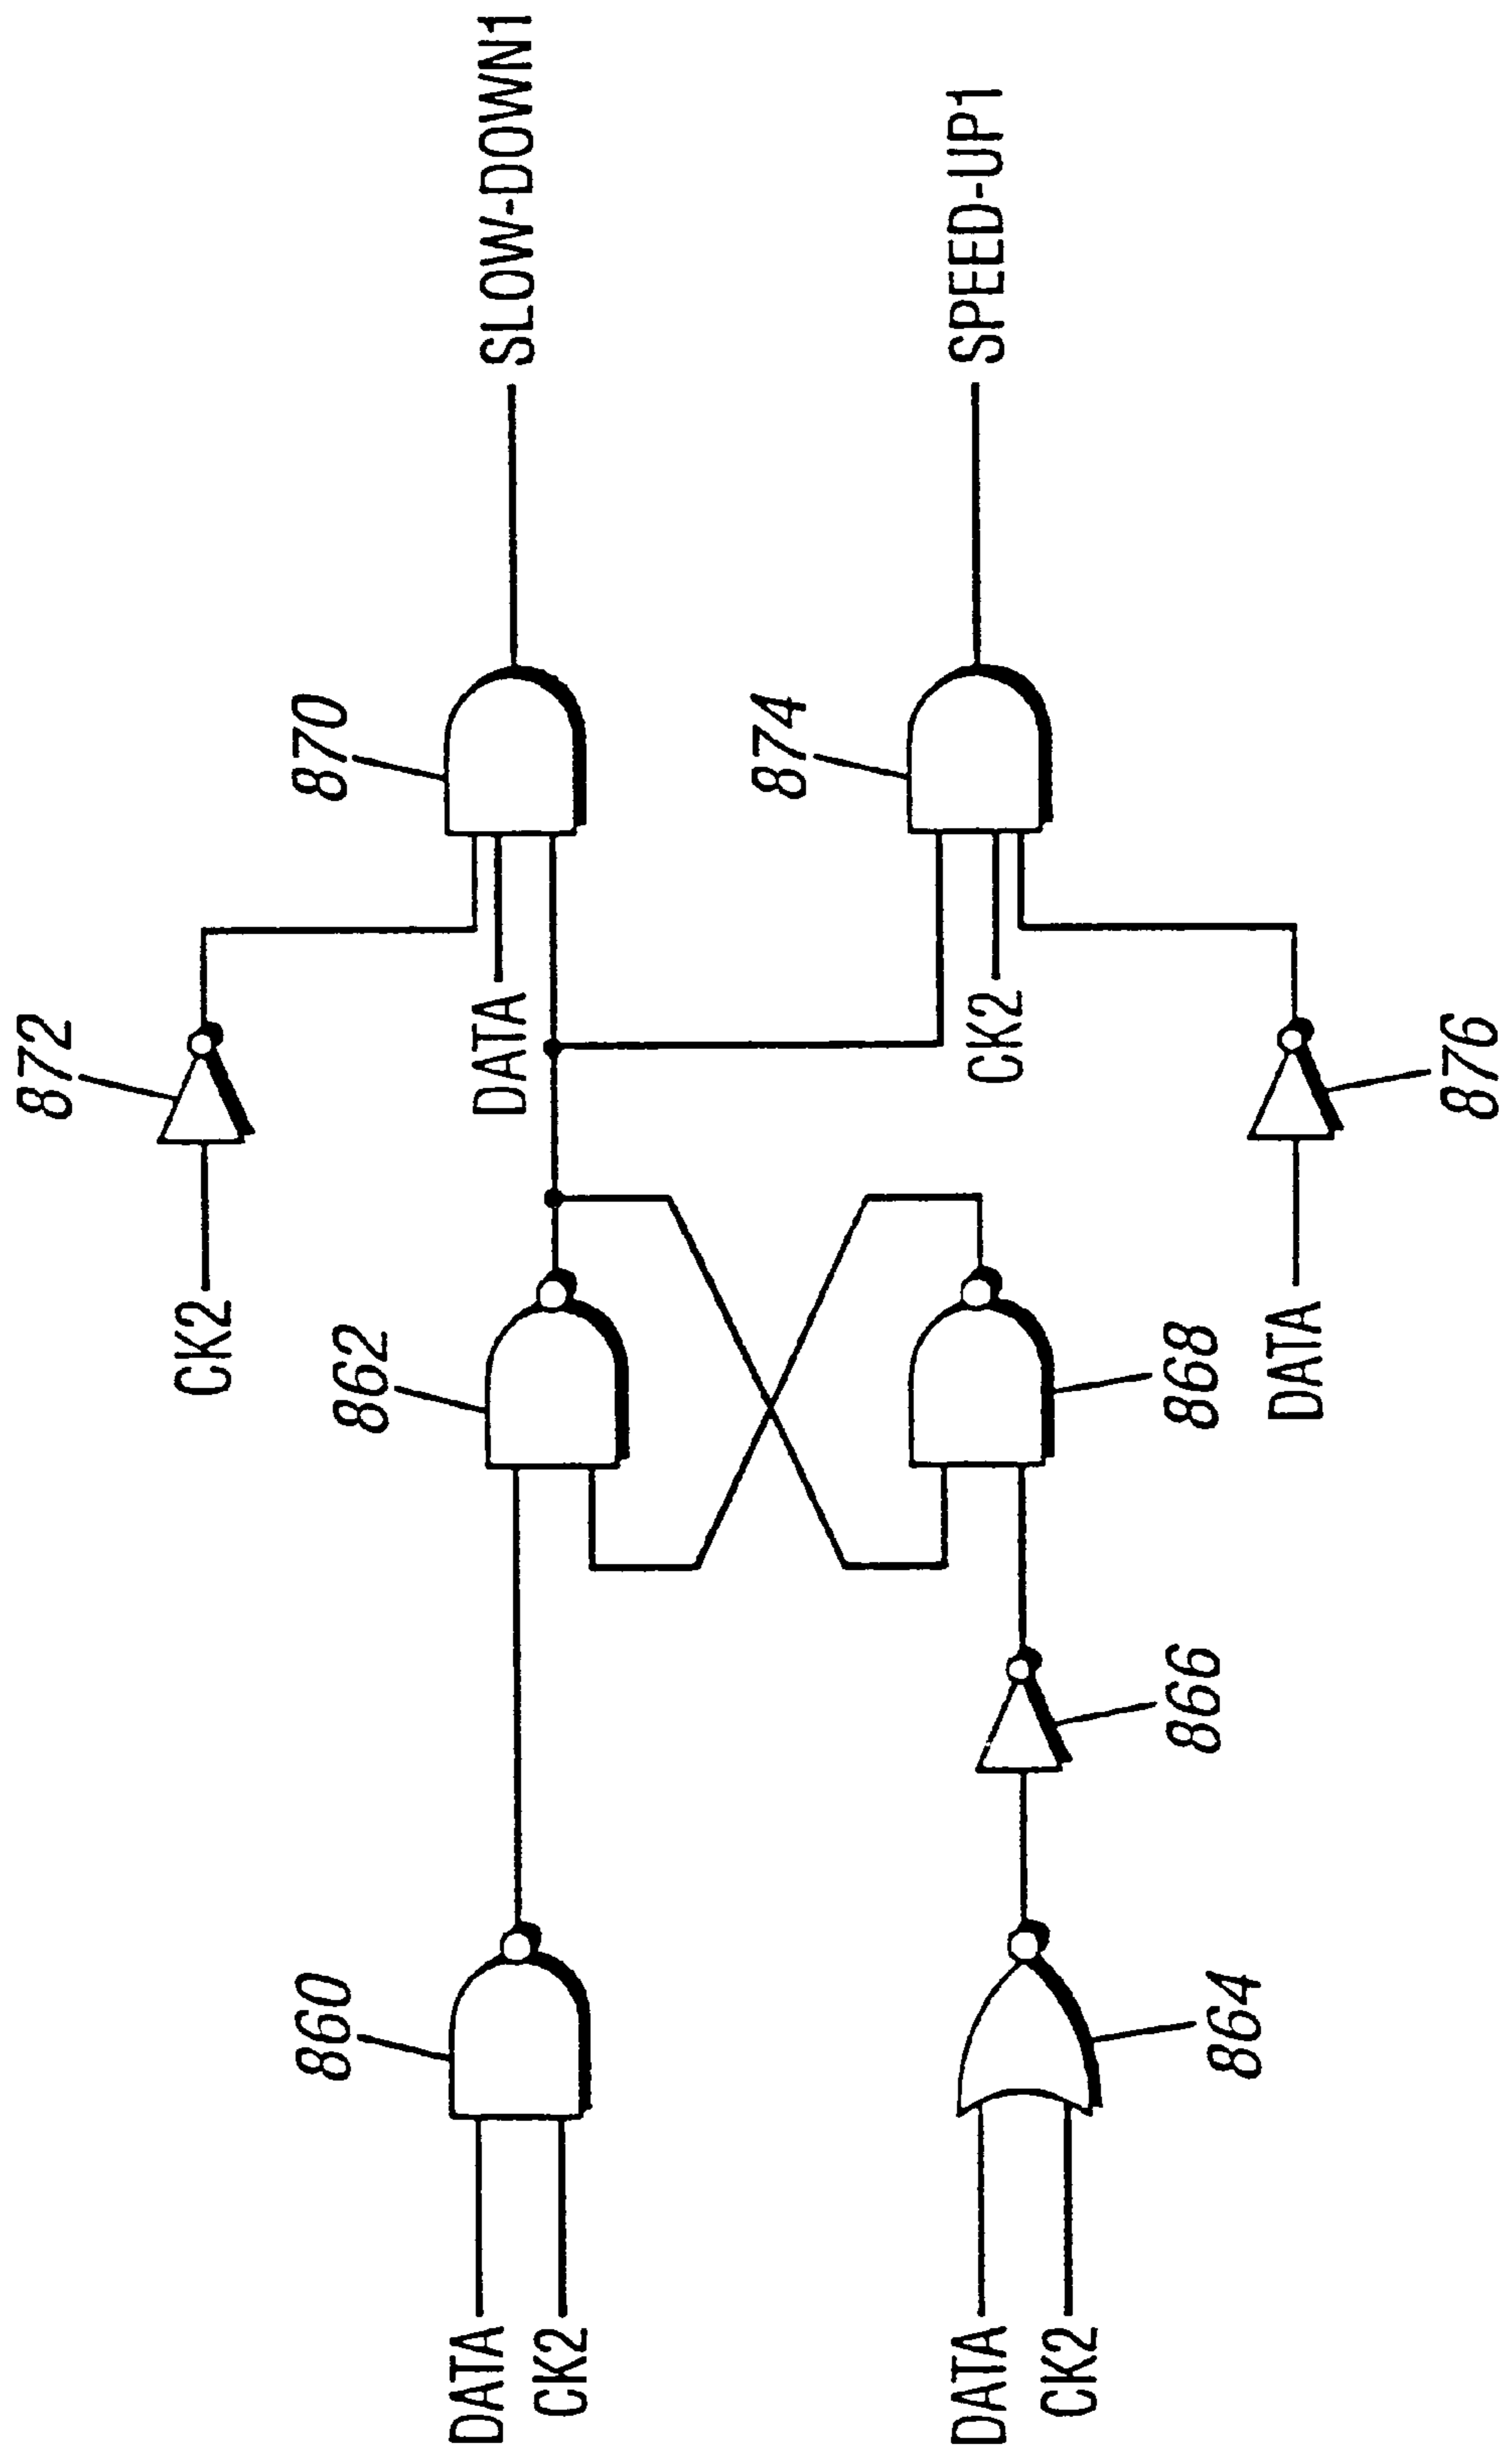 872
CK2
870
SLOW-DOWN1
DATA
862
860
DATA
CK2
874
SPEED-UP1
CK2
868
866
864
DATA
CK2
876
DATA